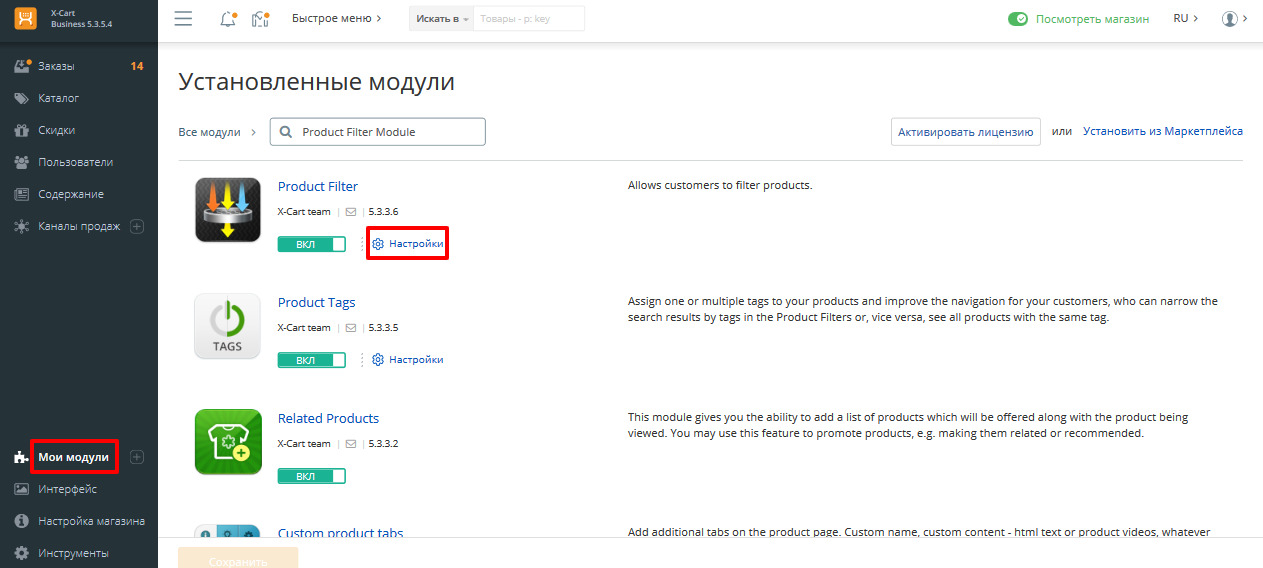 X-Cart
Business 5.3.5.4
Быстрое меню
Искать в
Товары - p: key
Посмотреть магазин
RU
Заказы
14
Каталог
Скидки
Пользователи
Содержание
Каналы продаж
Мои модули
Интерфейс
Настройка магазина
Инструменты
Установленные модули
Все модули
Product Filter Module
Активировать лицензию
или
Установить из Маркетплейса
Product Filter
X-Cart team
5.3.3.6
ВКЛ
Настройки
Allows customers to filter products.
TAGS
Product Tags
X-Cart team
5.3.3.5
ВКЛ
Настройки
Assign one or multiple tags to your products and improve the navigation for your customers, who can narrow the
search results by tags in the Product Filters or, vice versa, see all products with the same tag.
Related Products
X-Cart team
5.3.3.2
ВКЛ
This module gives you the ability to add a list of products which will be offered along with the product being
viewed. You may use this feature to promote products, e.g. making them related or recommended.
Custom product tabs
Add additional tabs on the product page. Custom name, custom content - html text or product videos, whatever
Сохранить